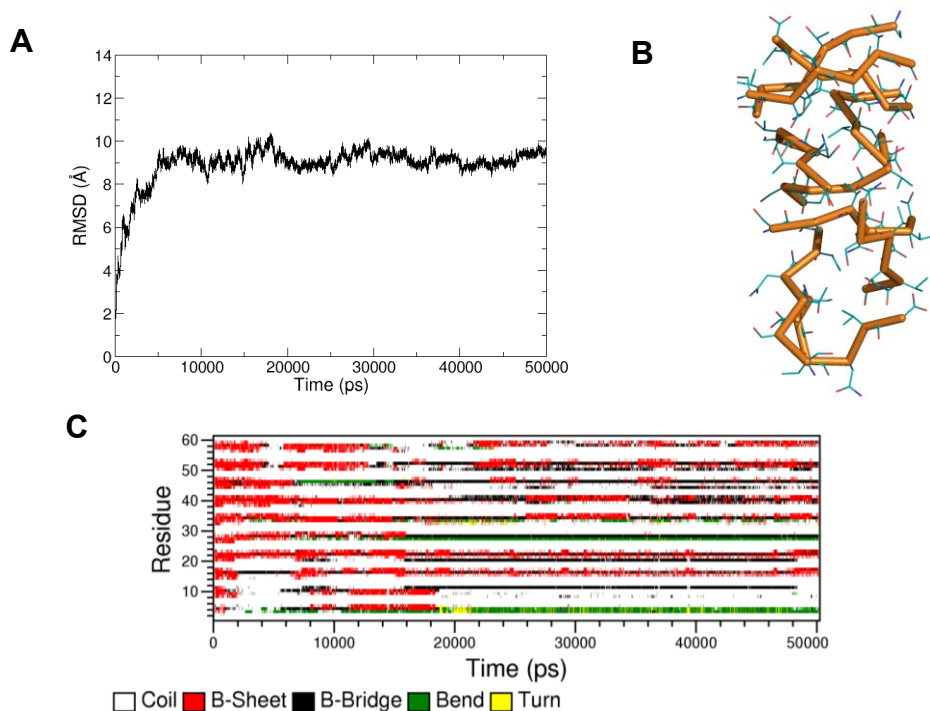 A
B
14
12
10
8
6
4
2
0
RMSD (Å)
0 10000 20000 30000 40000 50000
Time (ps)
C
60
50
40
30
20
10
Residue
0 10000 20000 30000 40000 50000
Time (ps)
Coil B-Sheet B-Bridge Bend Turn